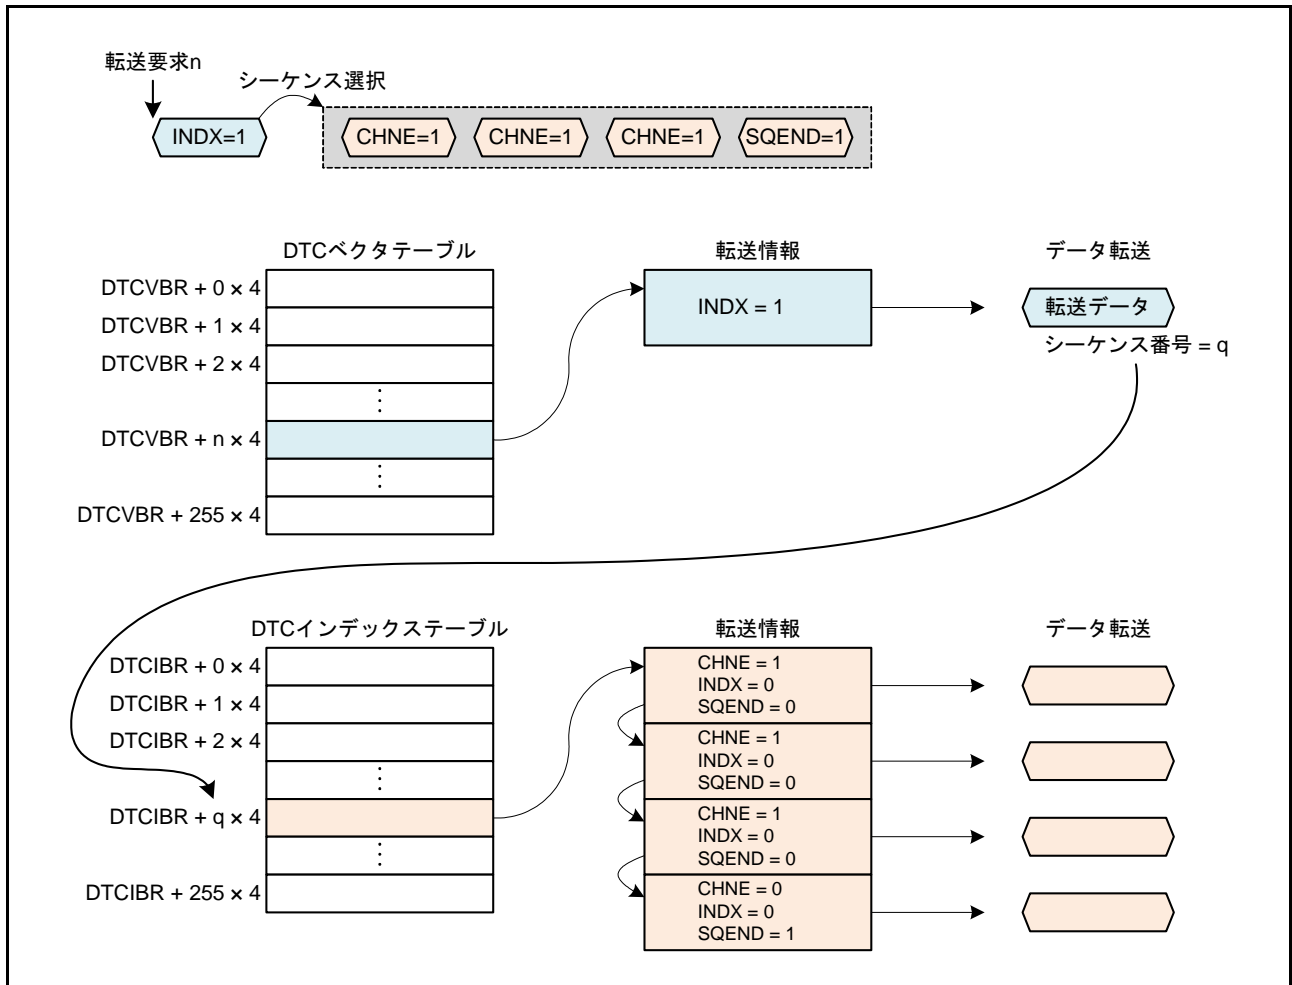 転送要求n
シーケンス選択
INDX=1
CHNE=1
CHNE=1
CHNE=1
SQEND=1
DTCベクタテーブル
転送情報
データ転送
DTCVBR + 0 × 4
DTCVBR + 1 × 4
DTCVBR + 2 × 4
⋮
DTCVBR + n × 4
⋮
DTCVBR + 255 × 4
INDX = 1
転送データ
シーケンス番号 = q
DTCインデックステーブル
転送情報
データ転送
DTCIBR + 0 × 4
DTCIBR + 1 × 4
DTCIBR + 2 × 4
⋮
DTCIBR + q × 4
⋮
DTCIBR + 255 × 4
CHNE = 1
INDX = 0
SQEND = 0
CHNE = 1
INDX = 0
SQEND = 0
CHNE = 1
INDX = 0
SQEND = 0
CHNE = 0
INDX = 0
SQEND = 1